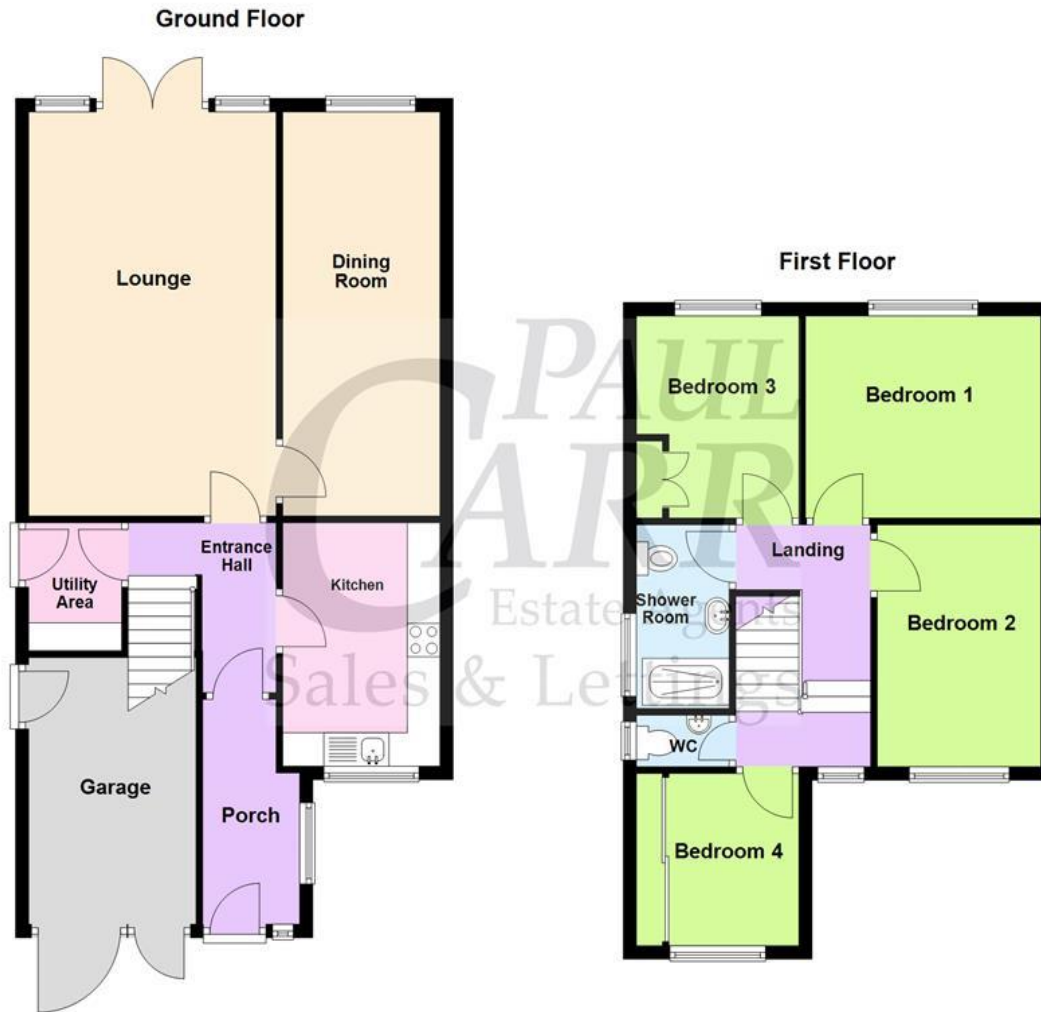 Ground Floor
Lounge
Dining
Room
Entrance
Hall
Kitchen
Utility
Area
Garage
Porch
First Floor
Bedroom 3
Bedroom 1
Landing
Shower
Room
Bedroom 2
WC
Bedroom 4
PAUL
CARR
Estate Agents
Sales & Lettings